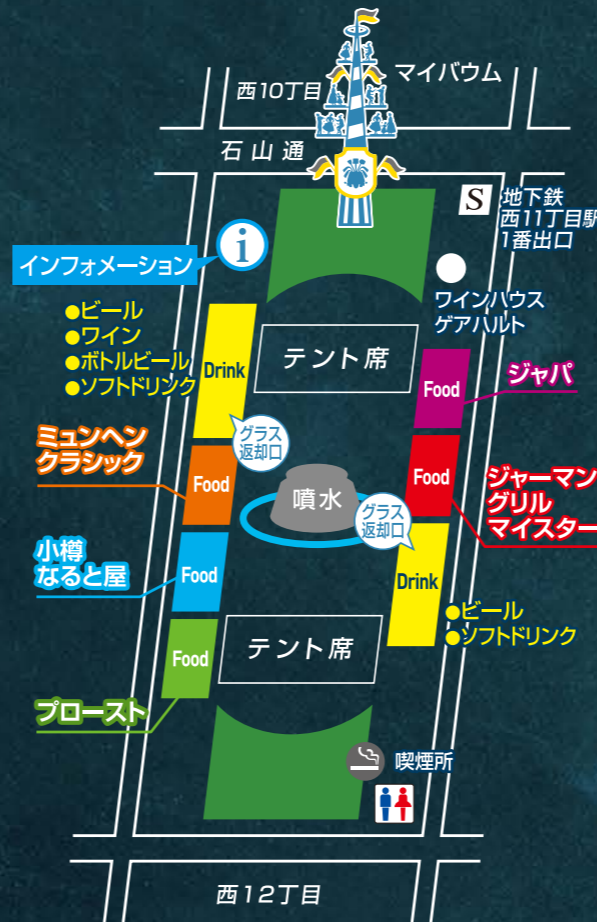 マイバウム
西10丁目
石山通
S
地下鉄
西11丁目駅
1番出口
i
インフォメーション
ワインハウス
ゲアハルト
●ビール
●ワイン
●ボトルビール
●ソフトドリンク
Drink
テント席
Food
ジャパ
グラス
返却口
ミュンヘン
クラシック
Food
噴水
グラス
返却口
Food
ジャーマン
グリル
マイスター
小樽
なると屋
Food
Drink
●ビール
●ソフトドリンク
Food
テント席
プロースト
喫煙所
西12丁目